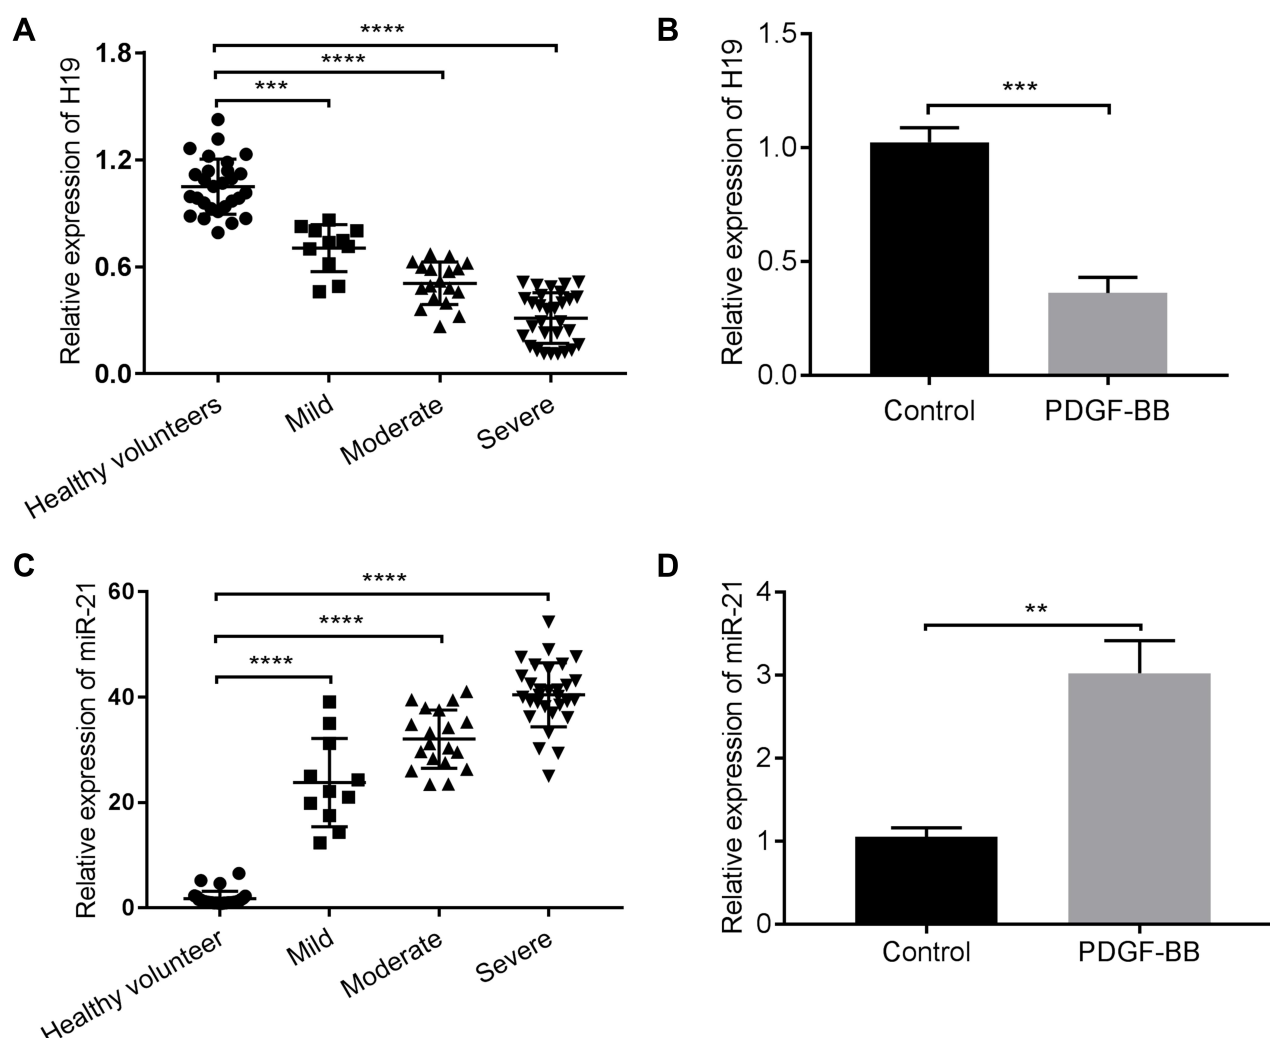 A
Relative expression of H19
1.8
1.2
0.6
0.0
****
****
***
Healthy volunteers
Mild
Moderate
Severe
B
Relative expression of H19
1.5
1.0
0.5
0.0
***
Control
PDGF-BB
C
Relative expression of miR-21
60
40
20
0
****
****
****
Healthy volunteer
Mild
Moderate
Severe
D
Relative expression of miR-21
4
3
2
1
0
**
Control
PDGF-BB